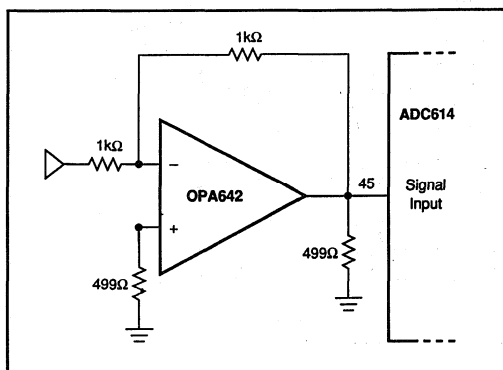 1kΩ
ADC614
1kΩ
−
OPA642
45
Signal
Input
+
499Ω
499Ω